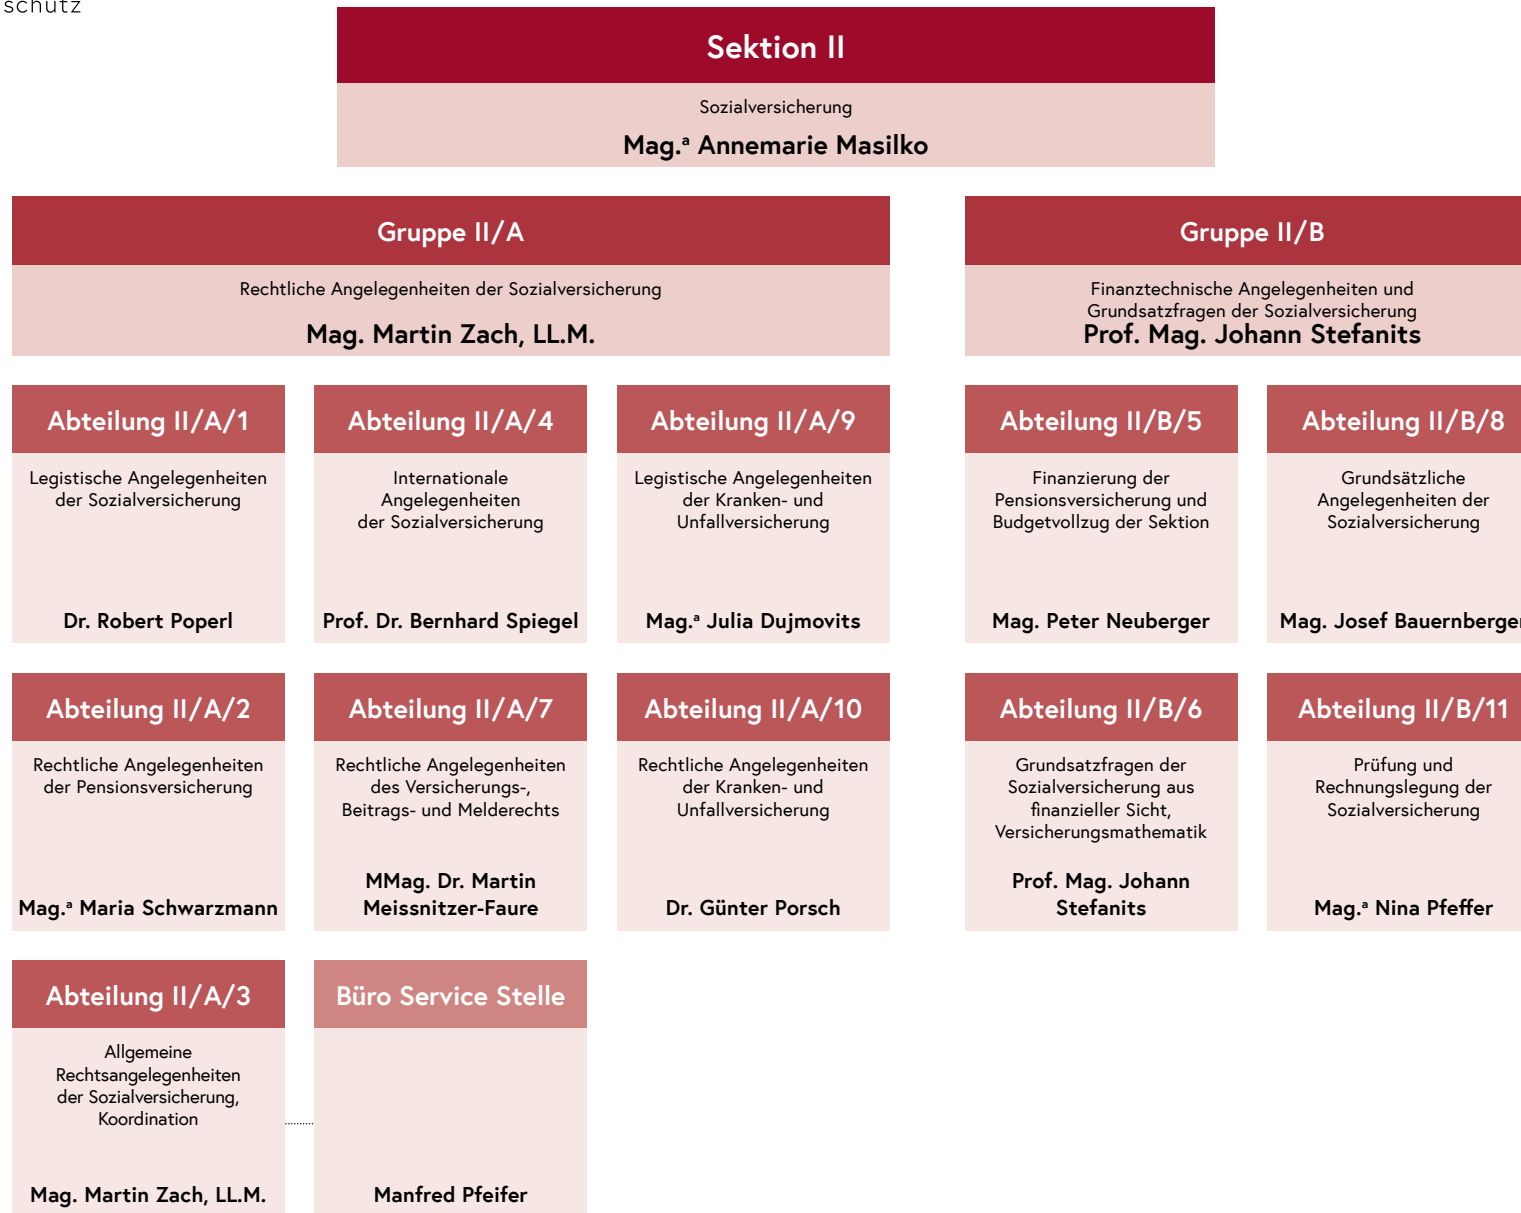 schutz
Sektion II
Sozialversicherung
Mag.ª Annemarie Masilko
Gruppe II/A
Rechtliche Angelegenheiten der Sozialversicherung
Mag. Martin Zach, LL.M.
Gruppe II/B
Finanztechnische Angelegenheiten und
Grundsatzfragen der Sozialversicherung
Prof. Mag. Johann Stefanits
Abteilung II/A/1
Legistische Angelegenheiten
der Sozialversicherung
Dr. Robert Poperl
Abteilung II/A/4
Internationale
Angelegenheiten
der Sozialversicherung
Prof. Dr. Bernhard Spiegel
Abteilung II/A/9
Legistische Angelegenheiten
der Kranken- und
Unfallversicherung
Mag.ª Julia Dujmovits
Abteilung II/B/5
Finanzierung der
Pensionsversicherung und
Budgetvollzug der Sektion
Mag. Peter Neuberger
Abteilung II/B/8
Grundsätzliche
Angelegenheiten der
Sozialversicherung
Mag. Josef Bauernberger
Abteilung II/A/2
Rechtliche Angelegenheiten
der Pensionsversicherung
Mag.ª Maria Schwarzmann
Abteilung II/A/7
Rechtliche Angelegenheiten
des Versicherungs-,
Beitrags- und Melderechts
MMag. Dr. Martin
Meissnitzer-Faure
Abteilung II/A/10
Rechtliche Angelegenheiten
der Kranken- und
Unfallversicherung
Dr. Günter Porsch
Abteilung II/B/6
Grundsatzfragen der
Sozialversicherung aus
finanzieller Sicht,
Versicherungsmathematik
Prof. Mag. Johann
Stefanits
Abteilung II/B/11
Prüfung und
Rechnungslegung der
Sozialversicherung
Mag.ª Nina Pfeffer
Abteilung II/A/3
Allgemeine
Rechtsangelegenheiten
der Sozialversicherung,
Koordination
Mag. Martin Zach, LL.M.
Büro Service Stelle
Manfred Pfeifer